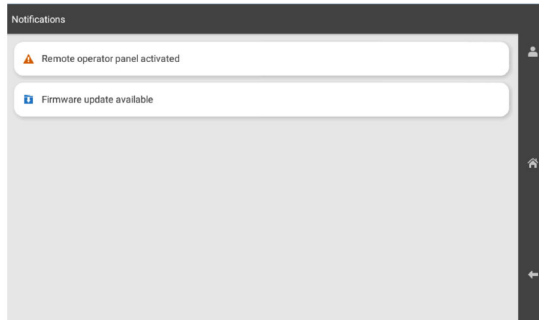 Notifications
Remote operator panel activated
Firmware update available